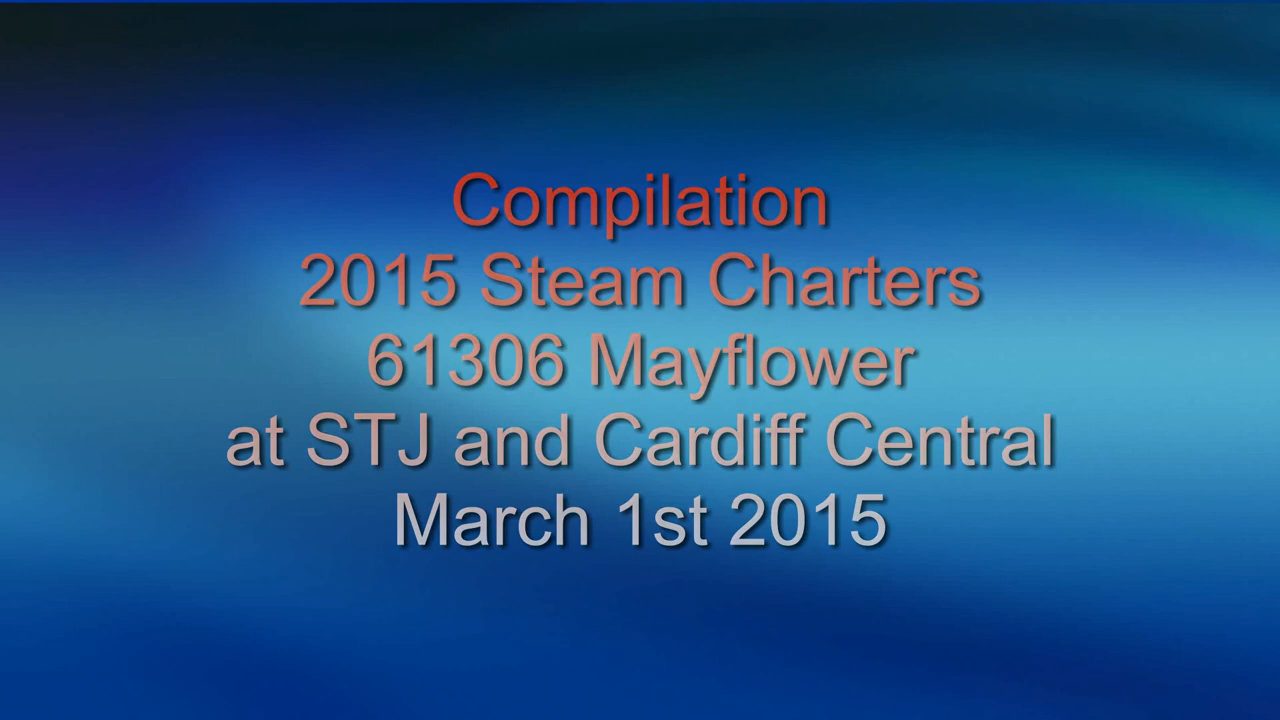 Compilation
2015 Steam Charters
61306 Mayflower
at STJ and Cardiff Central
March 1st 2015